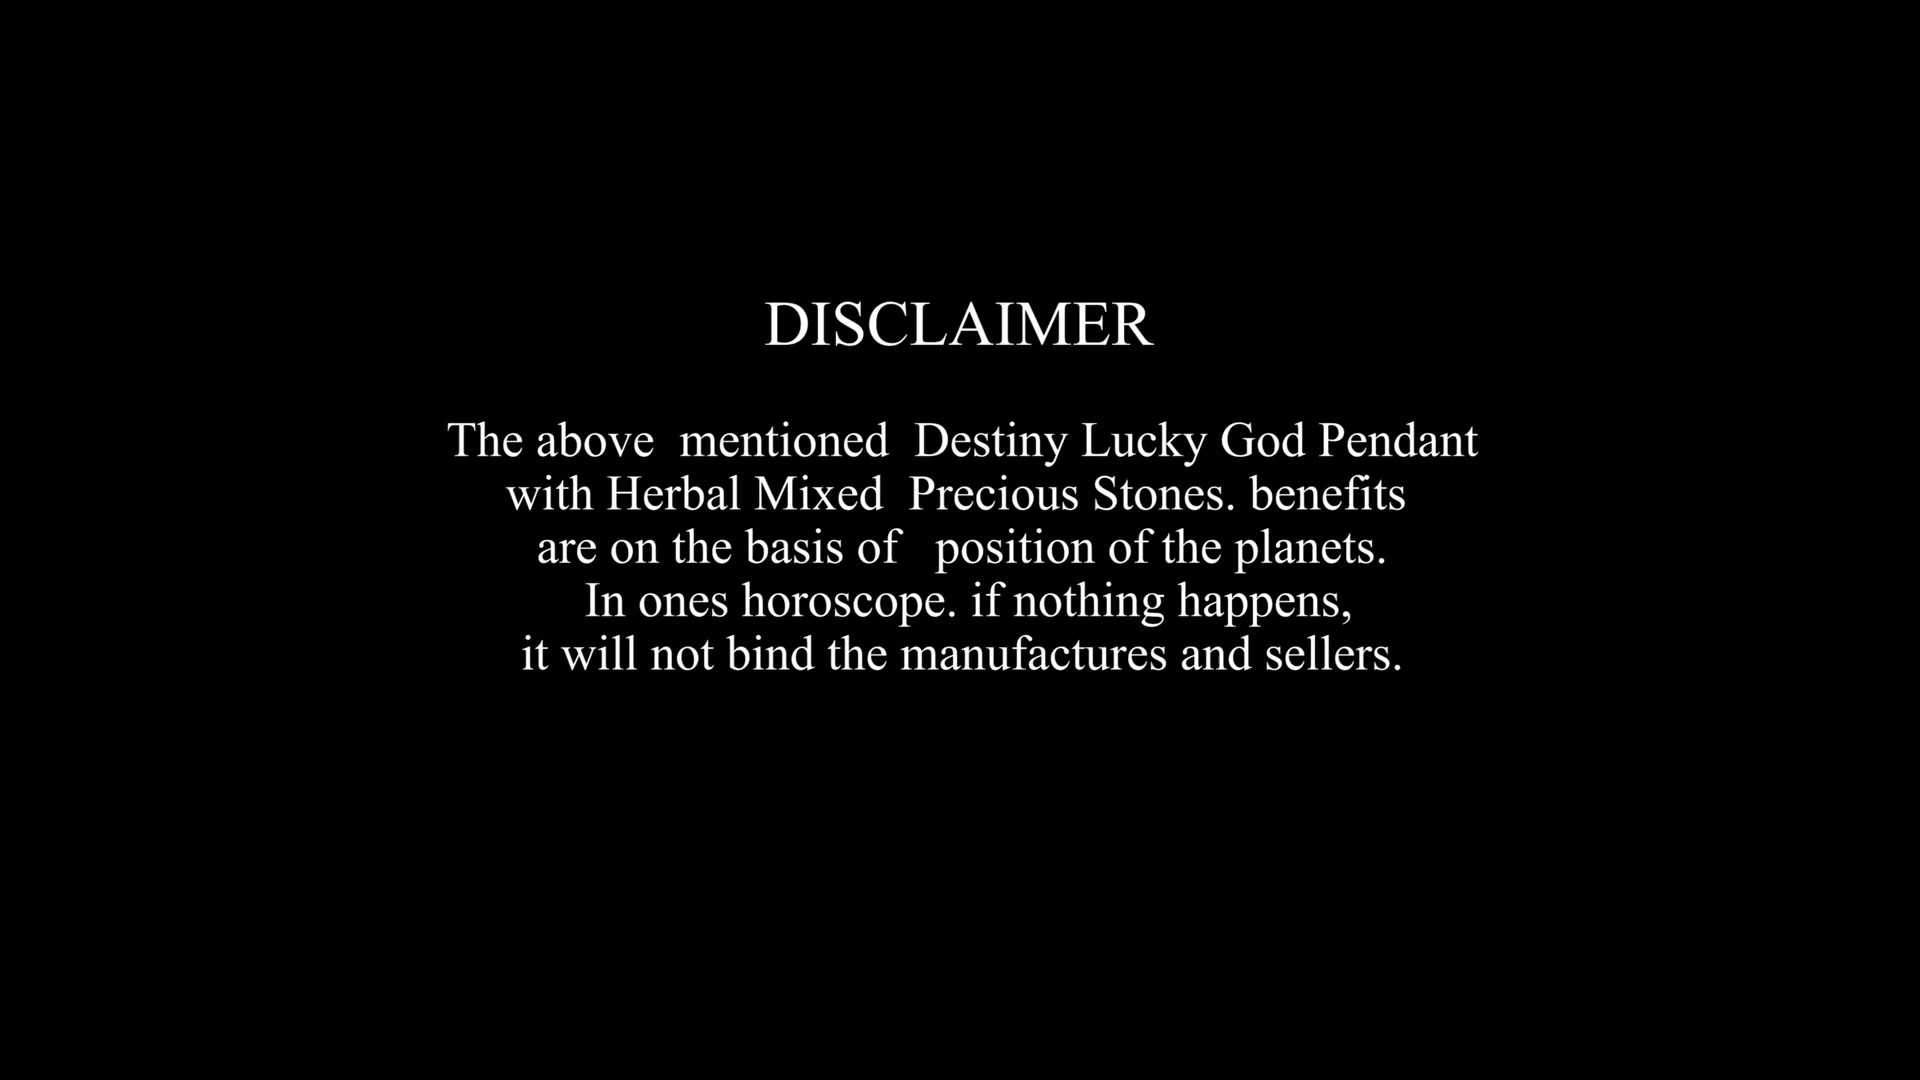 DISCLAIMER
The above mentioned Destiny Lucky God Pendant
with Herbal Mixed Precious Stones. benefits
are on the basis of position of the planets.
In ones horoscope. if nothing happens,
it will not bind the manufactures and sellers.